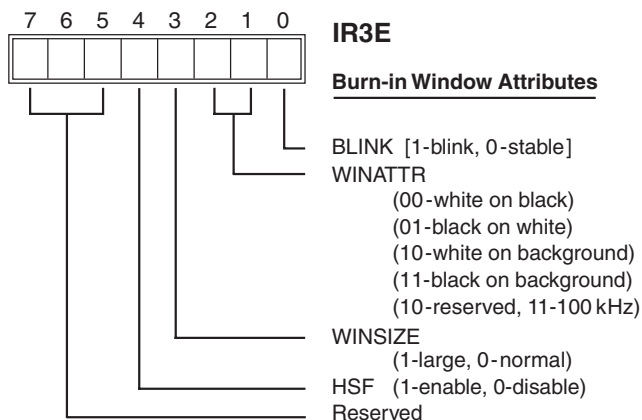 7 6 5 4 3 2 1 0
IR3E
Burn-in Window Attributes
BLINK [1-blink, 0-stable]
WINATTR
(00-white on black)
(01-black on white)
(10-white on background)
(11-black on background)
(10-reserved, 11-100 kHz)
WINSIZE
(1-large, 0-normal)
HSF (1-enable, 0-disable)
Reserved